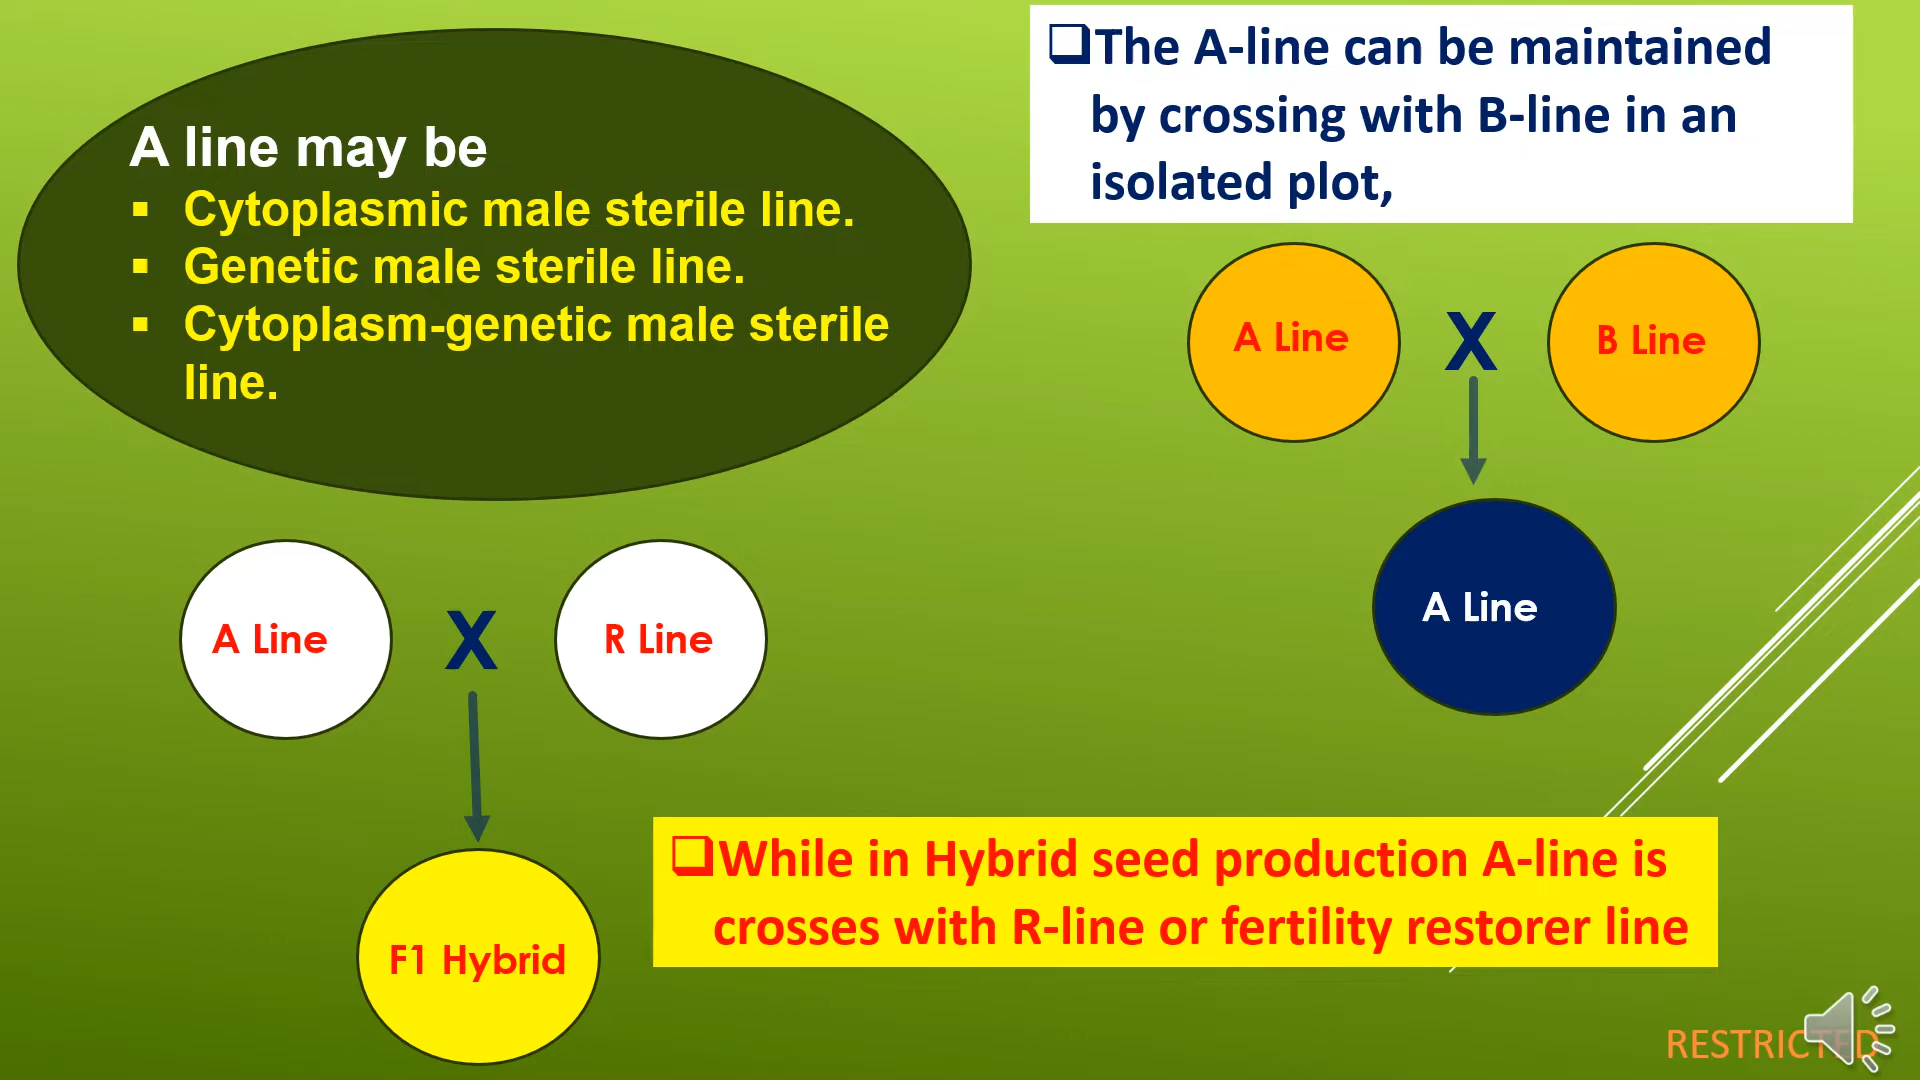 A line may be
▪ Cytoplasmic male sterile line.
▪ Genetic male sterile line.
▪ Cytoplasm-genetic male sterile
line.
❑The A-line can be maintained
by crossing with B-line in an
isolated plot,
A Line X B Line
A Line
A Line X R Line
F1 Hybrid
❑While in Hybrid seed production A-line is
crosses with R-line or fertility restorer line
RESTRICTED